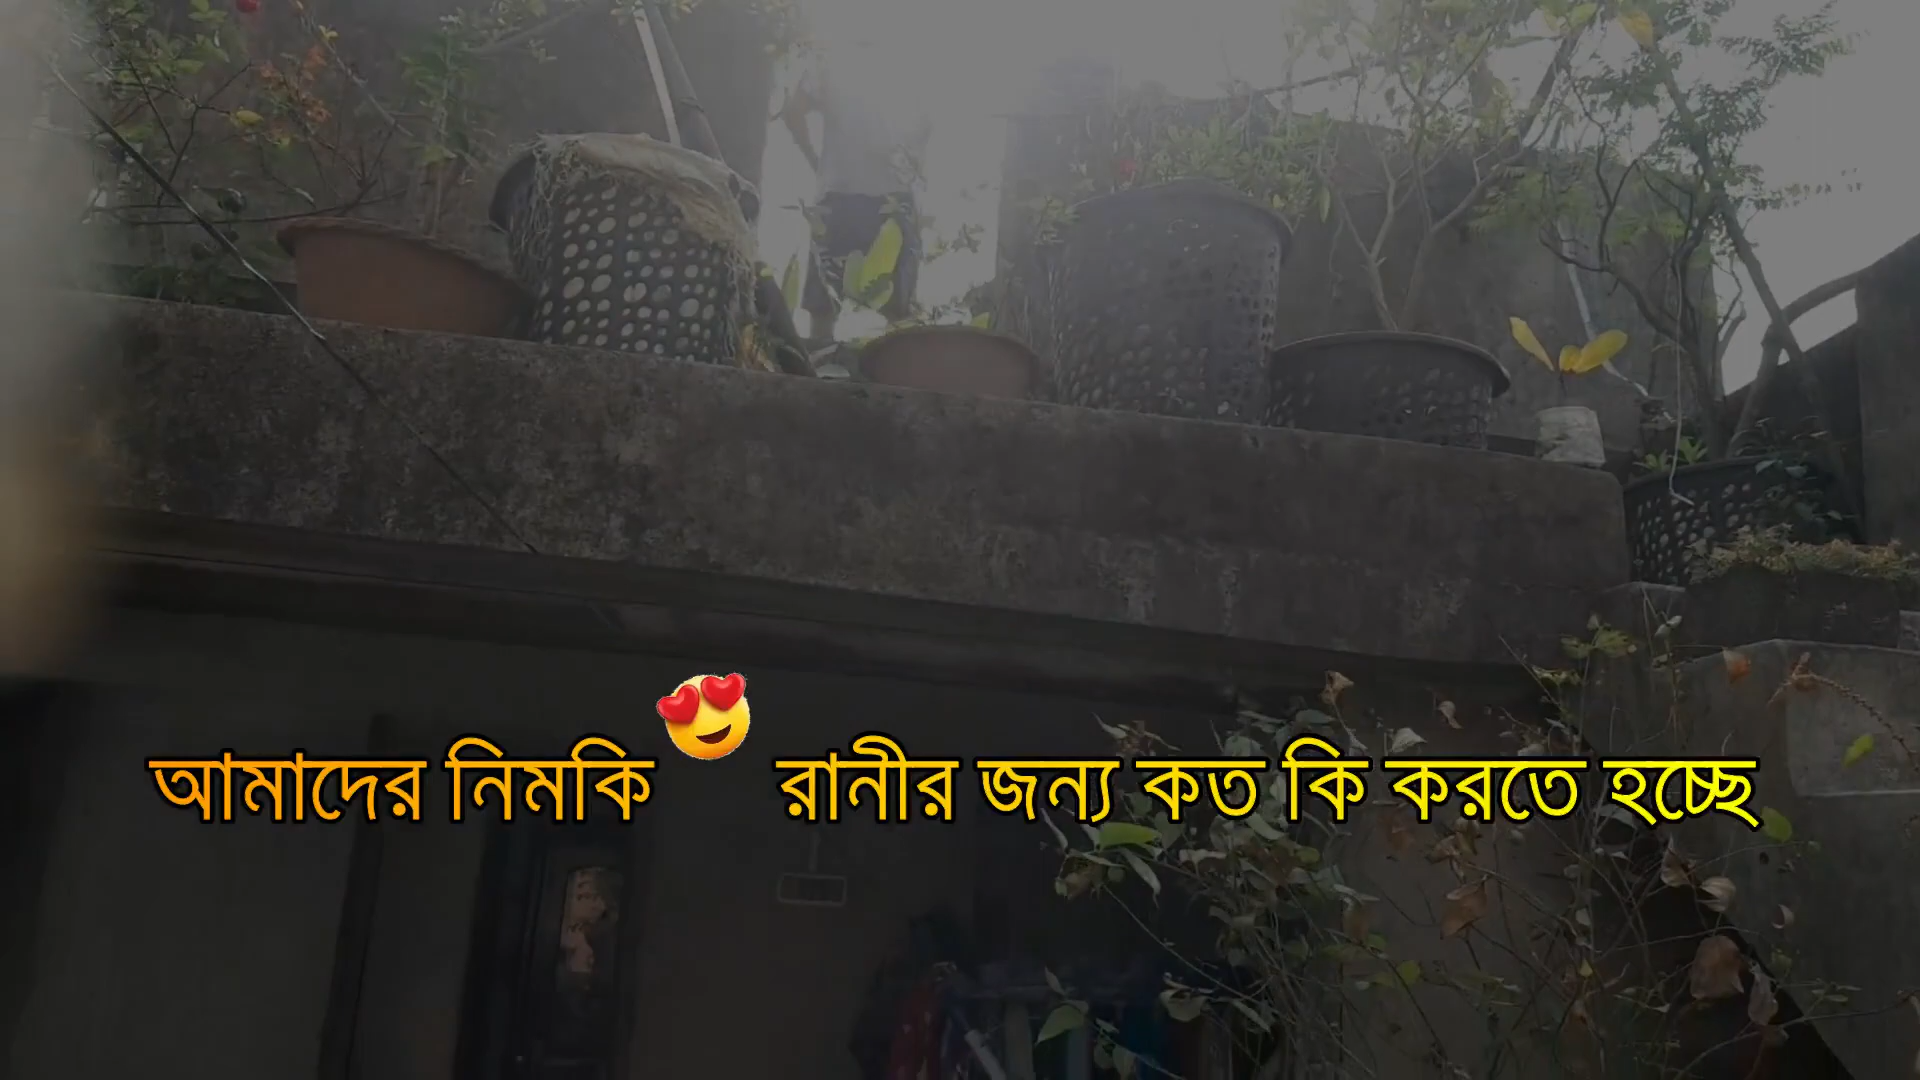 আমাদের নিমকি😍 রানীর জন্য কত কি করতে হচ্ছে